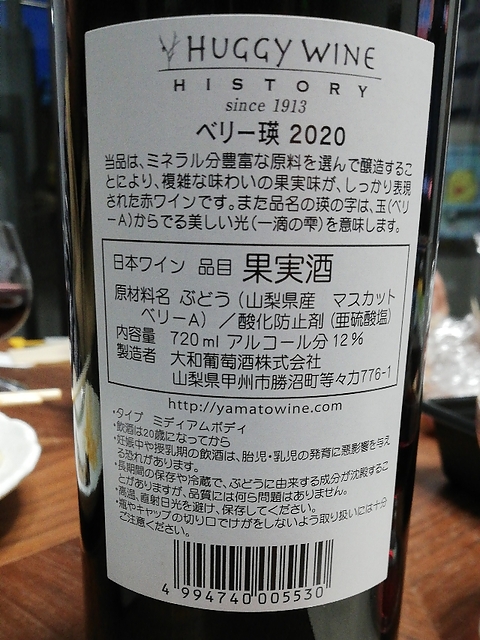 HUGGY WINE
HISTORY
since 1913
ベリー瑛 2020
当品は、ミネラル分豊富な原料を選んで醸造するこ
とにより、複雑な味わいの果実味が、しっかり表現
された赤ワインです。また品名の瑛の字は、玉(ベリ
ーA)からでる美しい光(一滴の雫)を意味します。
日本ワイン 品目 果実酒
原材料名 ぶどう(山梨県産 マスカット
ベリーA)/酸化防止剤(亜硫酸塩)
内容量 720ml アルコール分12%
製造者 大和葡萄酒株式会社
山梨県甲州市勝沼町等々力776-1
http://yamatowine.com
・タイプ ミディアムボディ
・飲酒は20歳になってから
・妊娠中や授乳期の飲酒は、胎児・乳児の発育に悪影響を与え
る恐れがあります。
・長期間の保存や冷蔵で、ぶどうに由来する成分が沈殿するこ
とがありますが、品質には何ら問題はありません。
・高温、直射日光を避け、保存してください。
・瓶やキャップの切り口でけがをしないよう取り扱いには十分
ご注意ください。
4 994740 005530